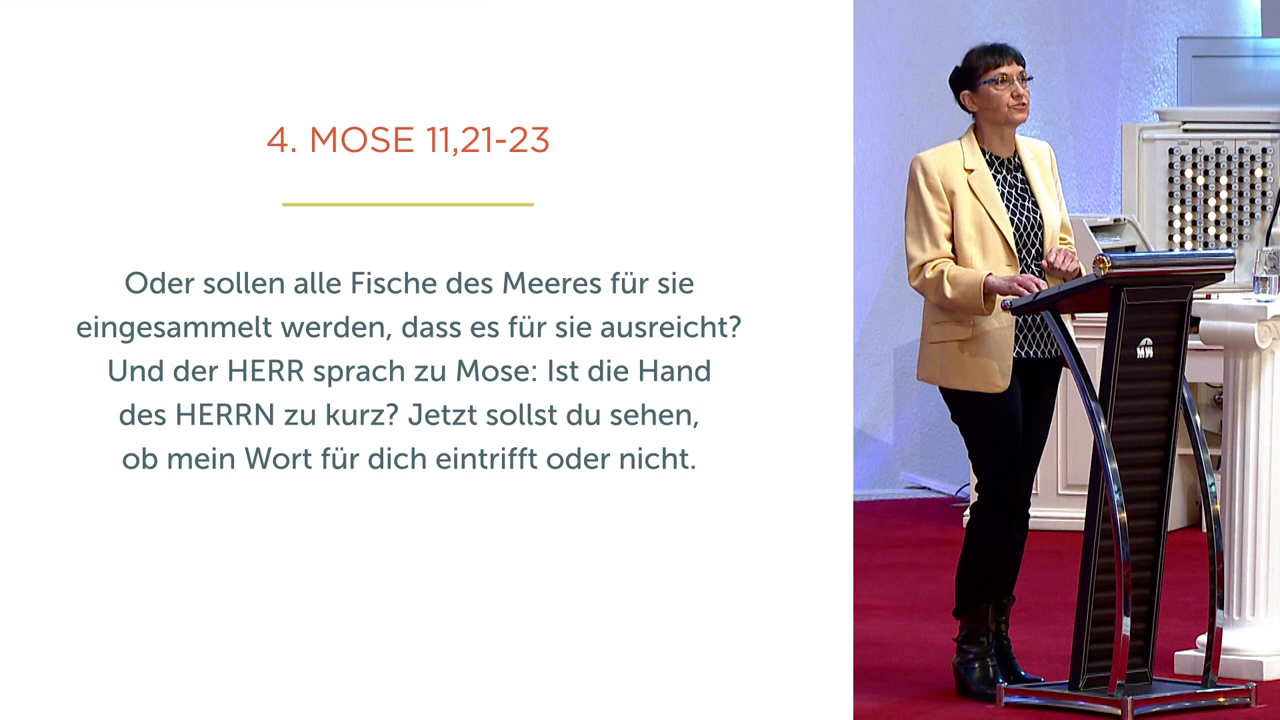 4. MOSE 11,21-23
Oder sollen alle Fische des Meeres für sie
eingesammelt werden, dass es für sie ausreicht?
Und der HERR sprach zu Mose: Ist die Hand
des HERRN zu kurz? Jetzt sollst du sehen,
ob mein Wort für dich eintrifft oder nicht.
MW